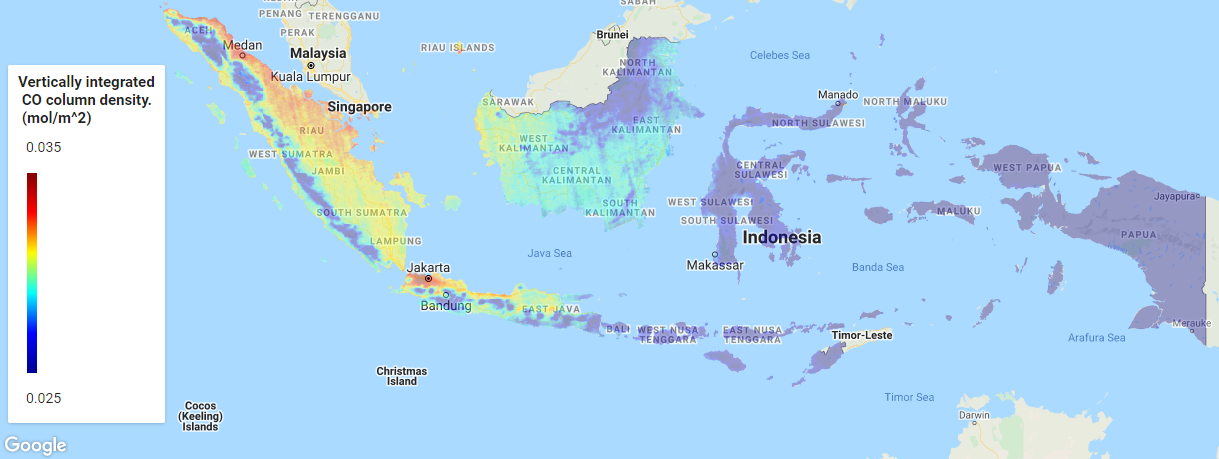 SABAH
PENANG
TERENGGANU
PERAK
Brunei
ACEH
Medan
RIAU ISLANDS
Malaysia
Celebes Sea
Kuala Lumpur
NORTH
KALIMANTAN
Vertically integrated
CO column density.
(mol/m^2)
0.035
0.025
Manado
NORTH MALUKU
SARAWAK
Singapore
NORTH SULAWESI
RIAU
EAST
KALIMANTAN
WEST
KALIMANTAN
WEST SUMATRA
JAMBI
CENTRAL
KALIMANTAN
CENTRAL
SULAWESI
WEST PAPUA
Jayapura
SOUTH SUMATRA
SOUTH
KALIMANTAN
WEST SULAWESI
SOUTH SULAWESI
MALUKU
LAMPUNG
Indonesia
PAPUA
Java Sea
Makassar
Banda Sea
Jakarta
Bandung
EAST JAVA
BALI
WEST NUSA
TENGGARA
EAST NUSA
TENGGARA
Timor-Leste
Merauke
Arafura Sea
Christmas
Island
Timor Sea
Cocos
(Keeling)
Islands
Darwin
Google